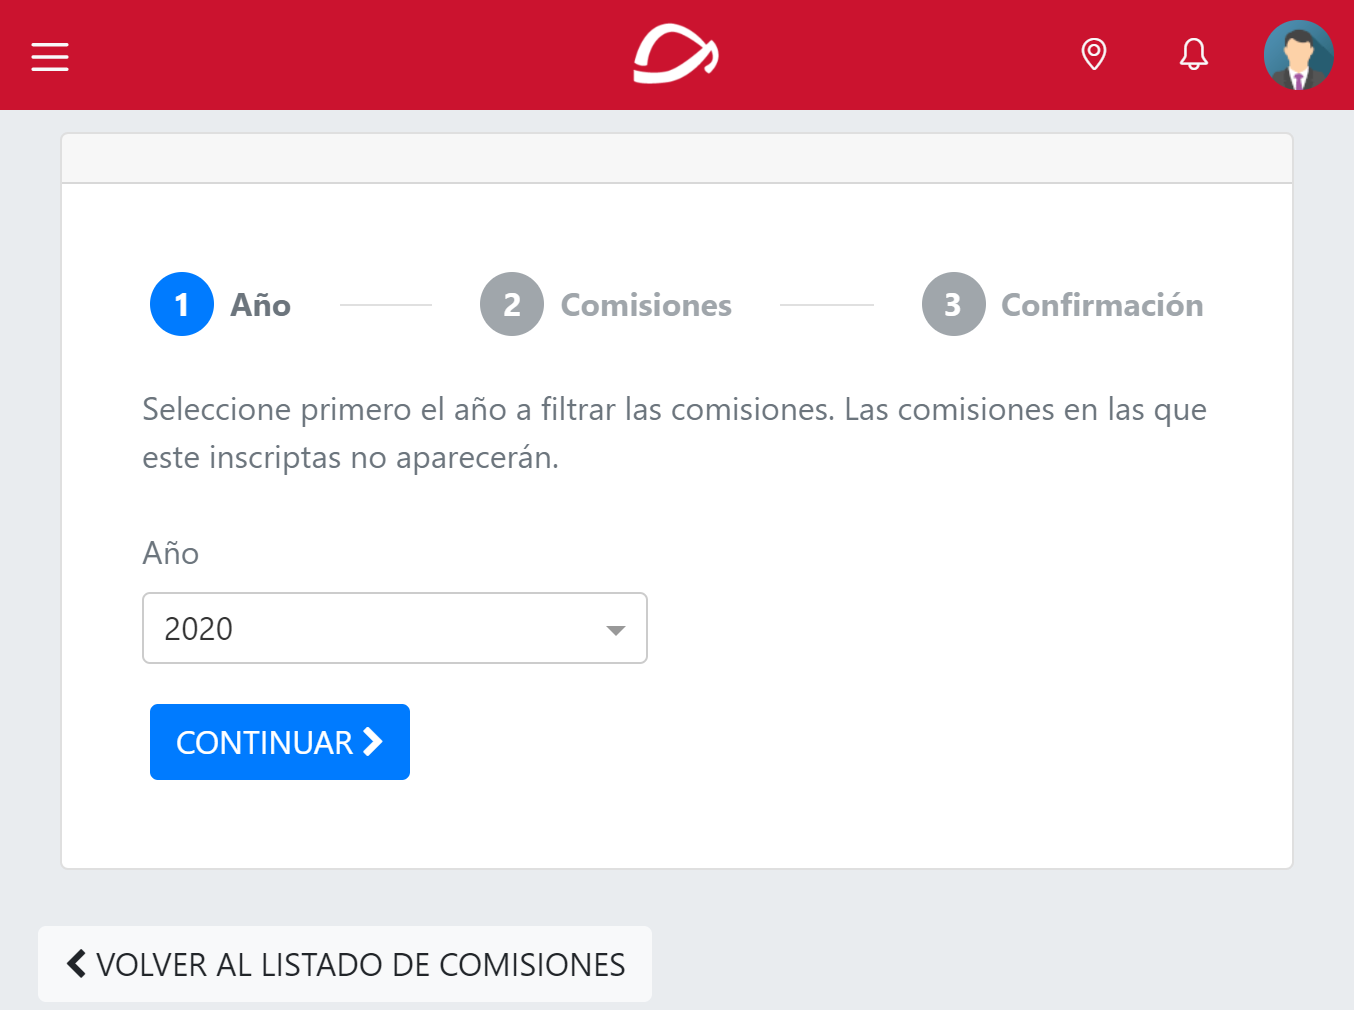 1 Año 2 Comisiones 3 Confirmación
Seleccione primero el año a filtrar las comisiones. Las comisiones en las que
este inscriptas no aparecerán.
Año
2020
CONTINUAR
VOLVER AL LISTADO DE COMISIONES